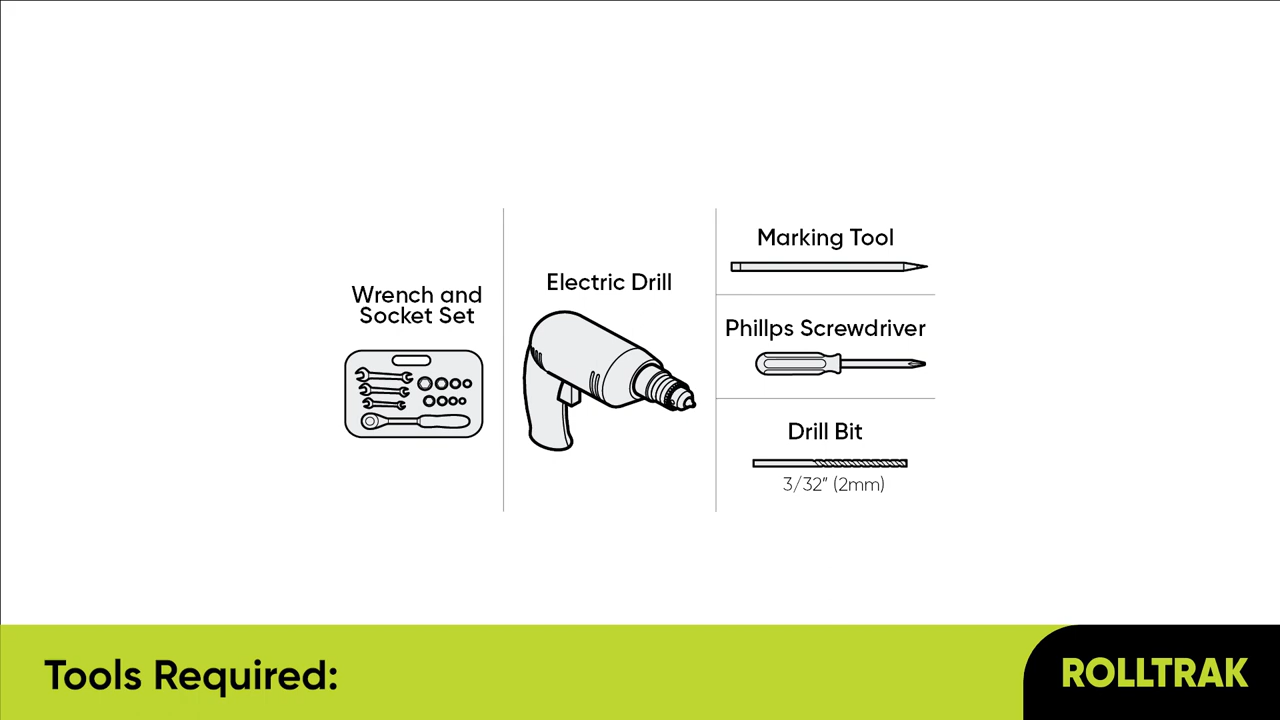 Wrench and
Socket Set
Electric Drill
Marking Tool
Phillps Screwdriver
Drill Bit
3/32" (2mm)
Tools Required:
ROLLTRAK